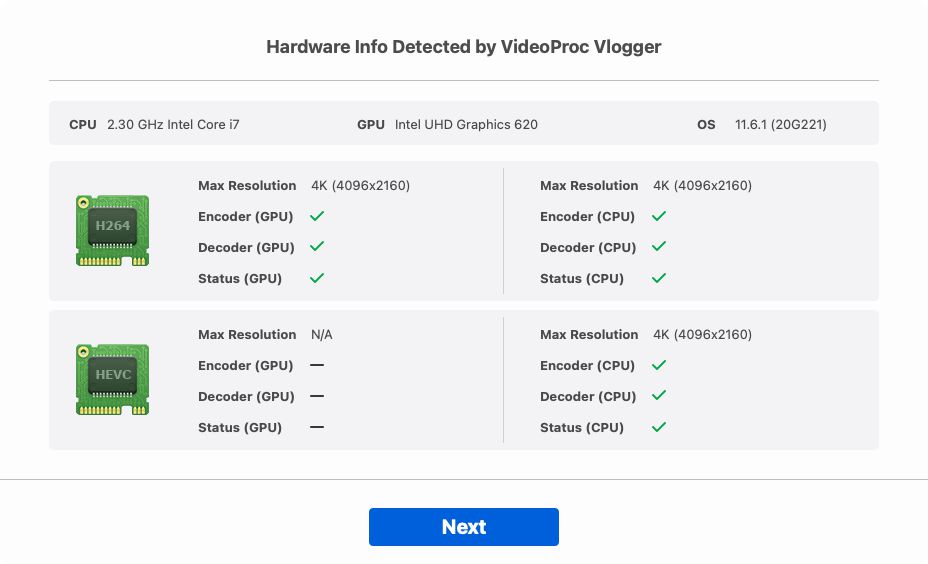 Hardware Info Detected by VideoProc Vlogger
CPU 2.30 GHz Intel Core i7 GPU Intel UHD Graphics 620 OS 11.6.1 (20G221)
H264
Max Resolution 4K (4096x2160)
Encoder (GPU)
Decoder (GPU)
Status (GPU)
Max Resolution 4K (4096x2160)
Encoder (CPU)
Decoder (CPU)
Status (CPU)
HEVC
Max Resolution N/A
Encoder (GPU)
Decoder (GPU)
Status (GPU)
Max Resolution 4K (4096x2160)
Encoder (CPU)
Decoder (CPU)
Status (CPU)
Next